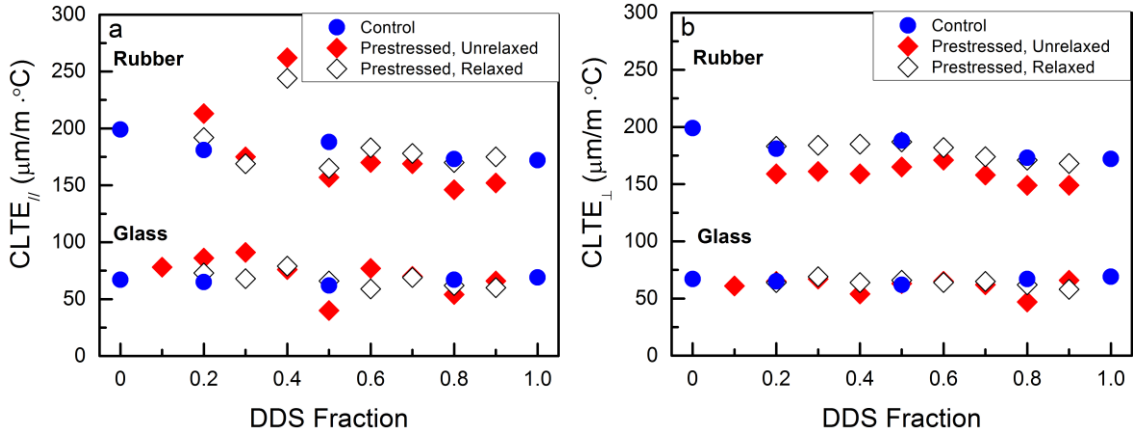 a
Control
Prestressed, Unrelaxed
Prestressed, Relaxed
Rubber
Glass
300
250
200
150
100
50
0
CLTE// (μm/m ·°C)
0 0.2 0.4 0.6 0.8 1.0
DDS Fraction
b
Control
Prestressed, Unrelaxed
Prestressed, Relaxed
Rubber
Glass
300
250
200
150
100
50
0
CLTE⊥ (μm/m ·°C)
0 0.2 0.4 0.6 0.8 1.0
DDS Fraction